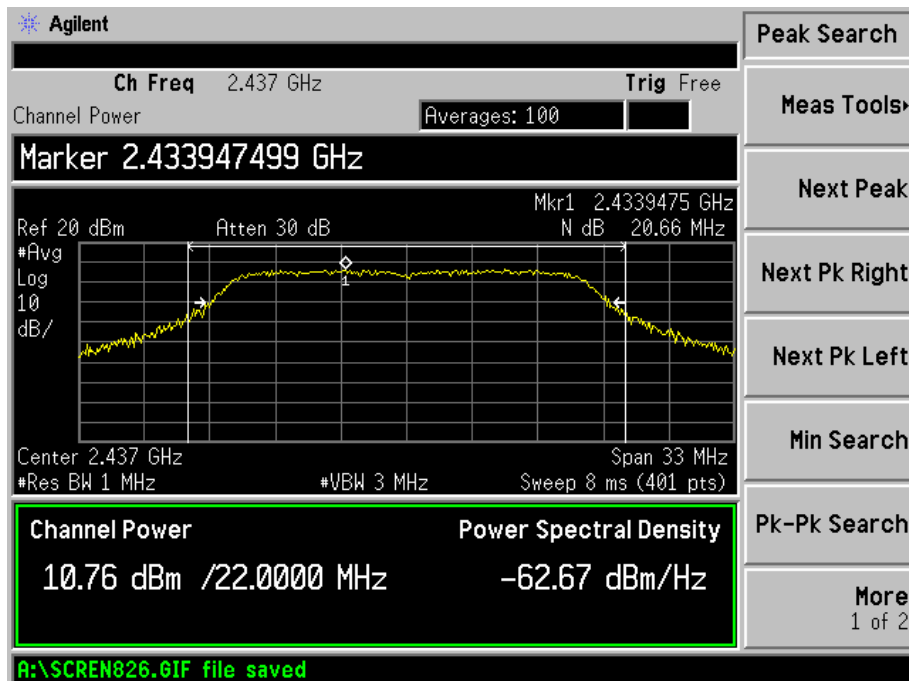 Agilent
Peak Search
Ch Freq 2.437 GHz Trig Free
Channel Power Averages: 100
Meas Tools
Marker 2.433947499 GHz
Next Peak
Mkr1 2.4339475 GHz
Ref 20 dBm Atten 30 dB N dB 20.66 MHz
#Avg
Log
10
dB/
1
Next Pk Right
Next Pk Left
Center 2.437 GHz Span 33 MHz
#Res BW 1 MHz #VBW 3 MHz Sweep 8 ms (401 pts)
Min Search
Channel Power Power Spectral Density
10.76 dBm /22.0000 MHz -62.67 dBm/Hz
Pk-Pk Search
More
1 of 2
A:\SCREN826.GIF file saved